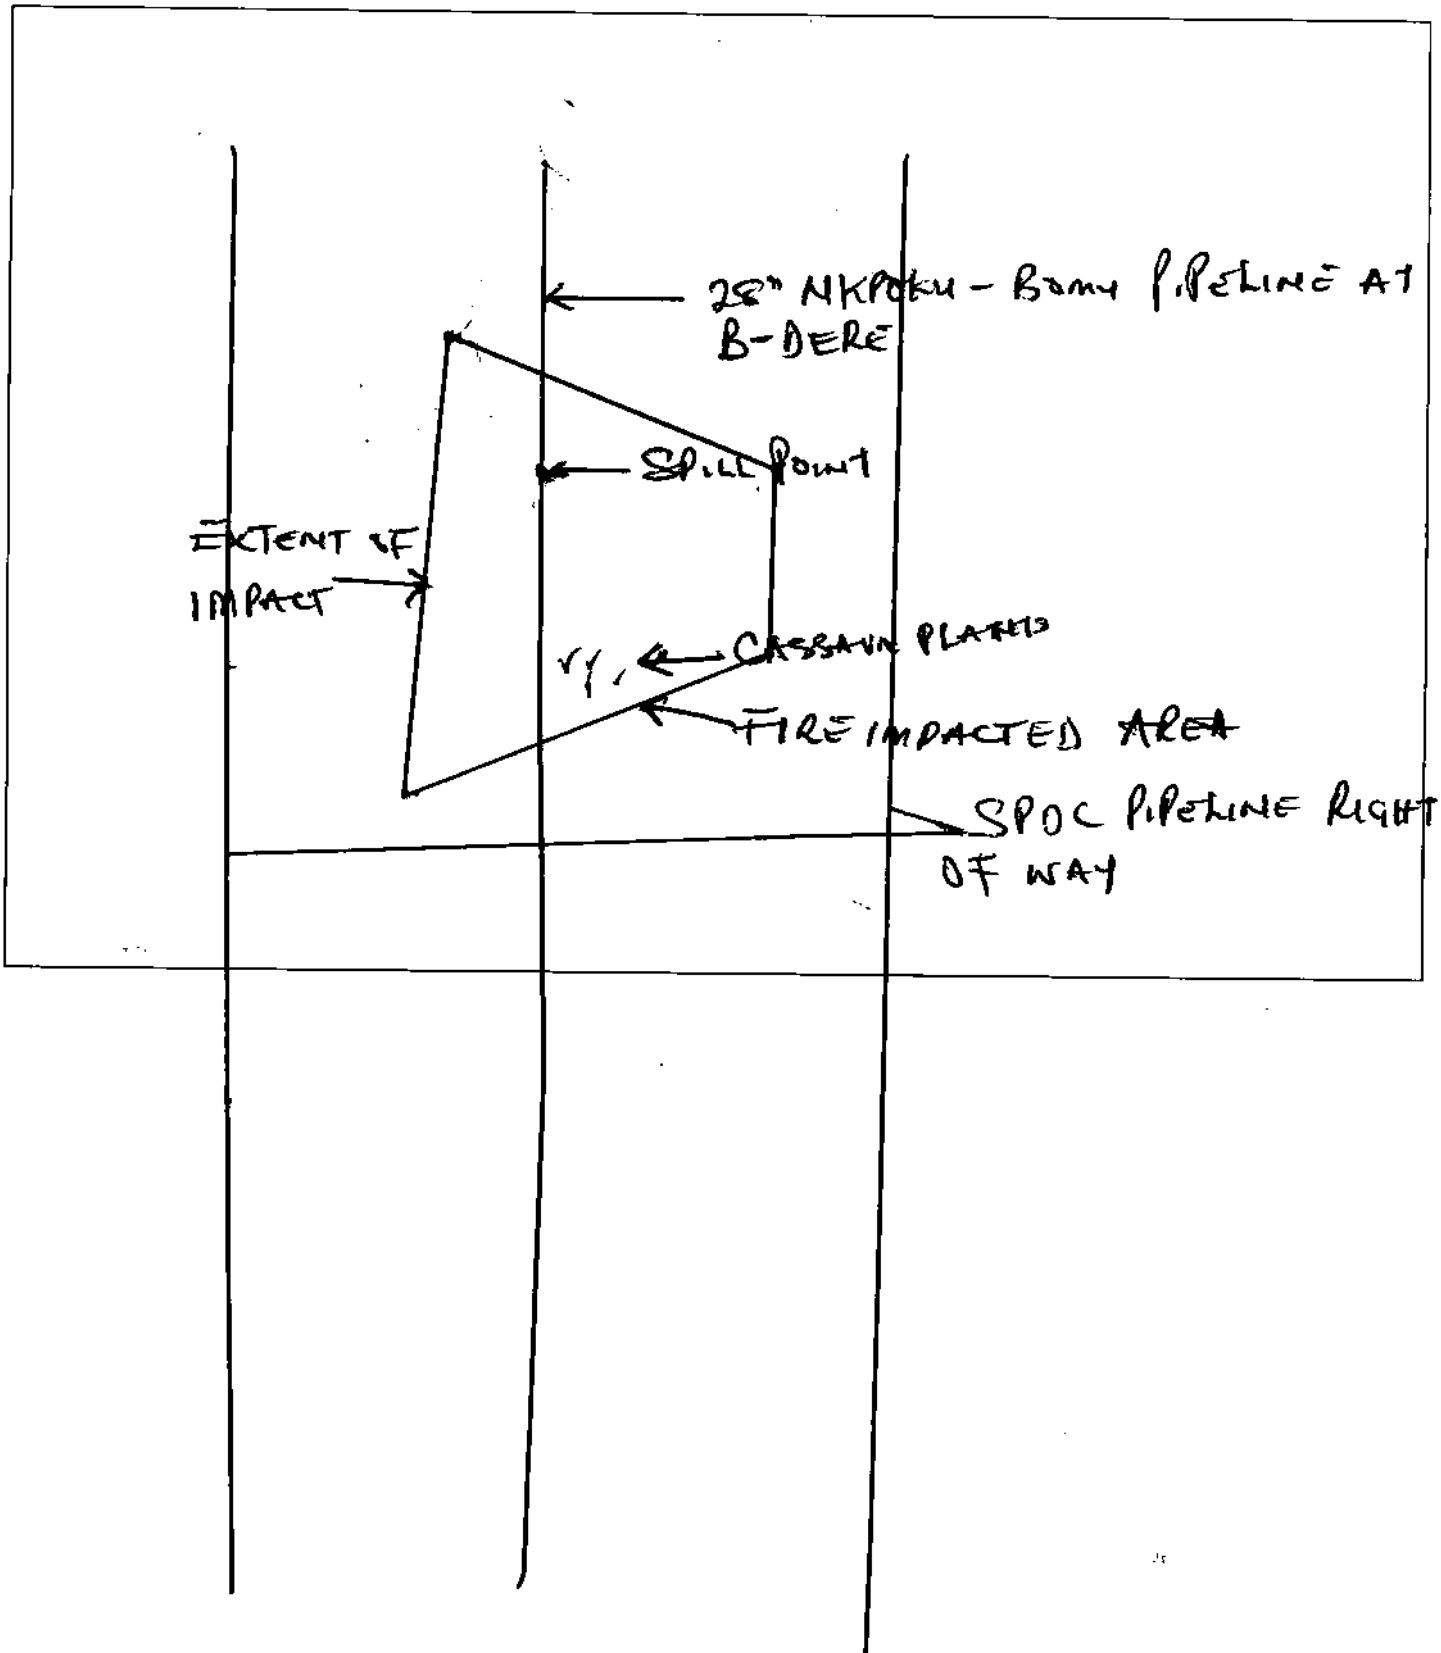 28" NKPOKU - BONNY PIPELINE AT
B-DERE
SPILL POINT
EXTENT OF
IMPACT
CASSAVA PLANTS
FIRE IMPACTED AREA
SPDC PIPELINE RIGHT
OF WAY